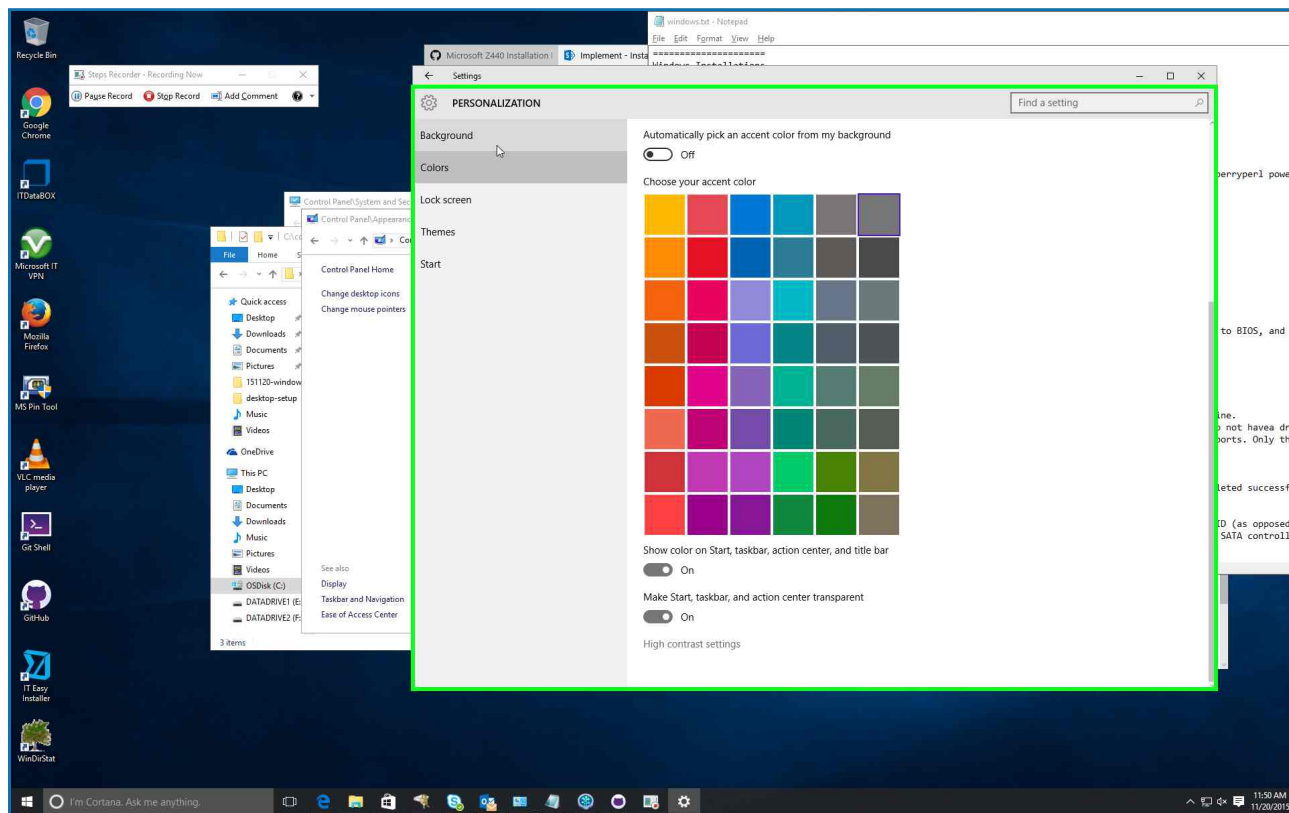 Recycle Bin
Google
Chrome
ITDataBOX
Microsoft IT
VPN
Mozilla
Firefox
MS Pin Tool
VLC media
player
Git Shell
GitHub
IT Easy
Installer
WinDirStat
Steps Recorder - Recording Now
Pause Record Stop Record Add Comment
windows.txt - Notepad
File Edit Format View Help
=====================
Windows Installations
Microsoft Z440 Installation
Implement - Insta
Control Panel\System and Sec
Control Panel\Appearanc
Control Panel Home
Change desktop icons
Change mouse pointers
See also
Display
Taskbar and Navigation
Ease of Access Center
File Home
Quick access
Desktop
Downloads
Documents
Pictures
151120-window
desktop-setup
Music
Videos
OneDrive
This PC
Desktop
Documents
Downloads
Music
Pictures
Videos
OSDisk (C:)
DATADRIVE1 (E:
DATADRIVE2 (F:
3 items
Settings
PERSONALIZATION
Find a setting
Background
Colors
Lock screen
Themes
Start
Automatically pick an accent color from my background
Off
Choose your accent color
Show color on Start, taskbar, action center, and title bar
On
Make Start, taskbar, and action center transparent
On
High contrast settings
erryperl powe
to BIOS, and
ine.
not havea dr
orts. Only th
leted successf
ID (as opposed
SATA controll
I'm Cortana. Ask me anything.
11:50 AM
11/20/2015